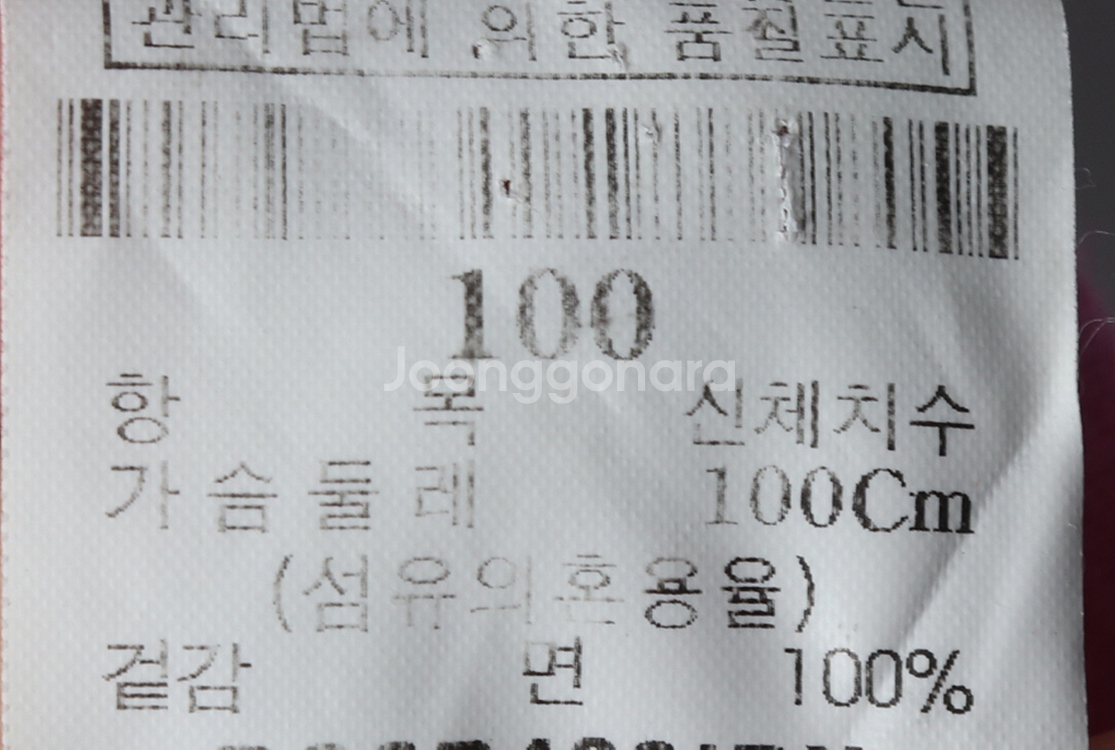 관리법에 의한 품질표시
100
Joonggonara
항 목 신체치수
가 슴 둘 레 100Cm
(섬유의혼용율)
겉감 면 100%